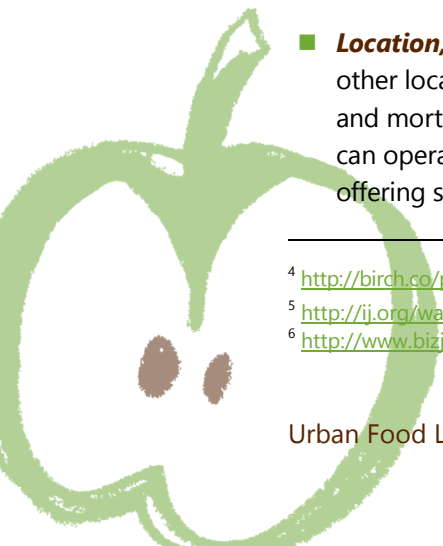 ■ Location,
other loca
and mort
can opera
offering s
4 http://birch.co/p
5 http://ij.org/wa
6 http://www.bizj
Urban Food L